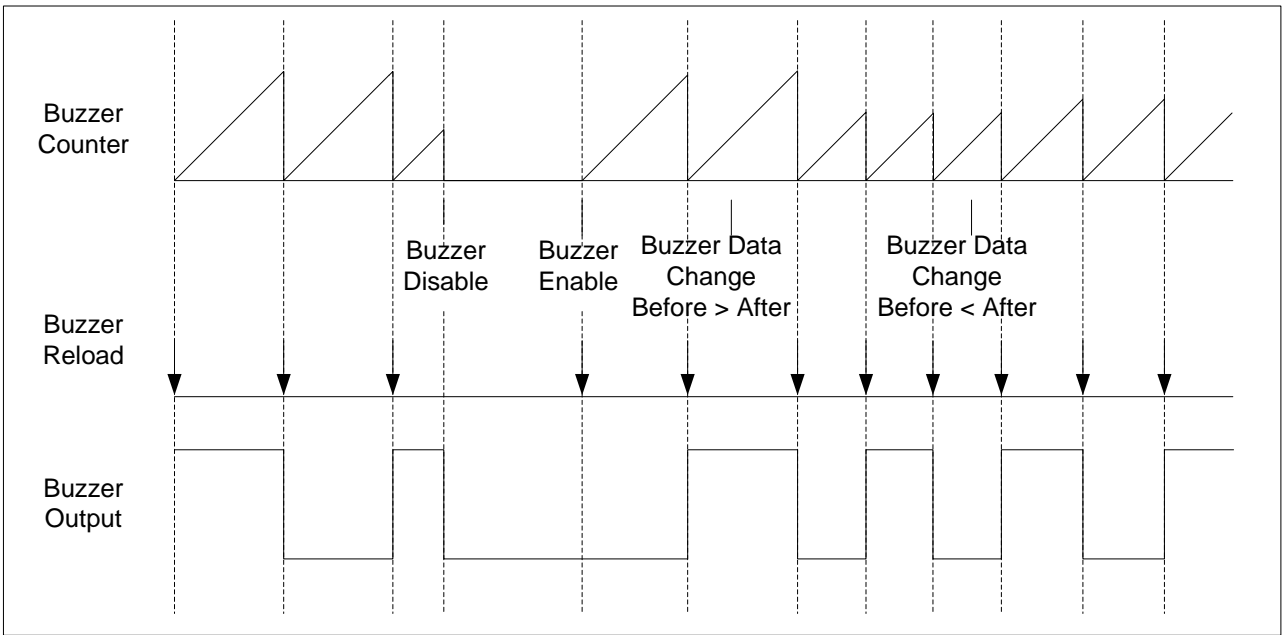 Buzzer
Counter
Buzzer
Disable
Buzzer
Enable
Buzzer Data
Change
Before > After
Buzzer Data
Change
Before < After
Buzzer
Reload
Buzzer
Output